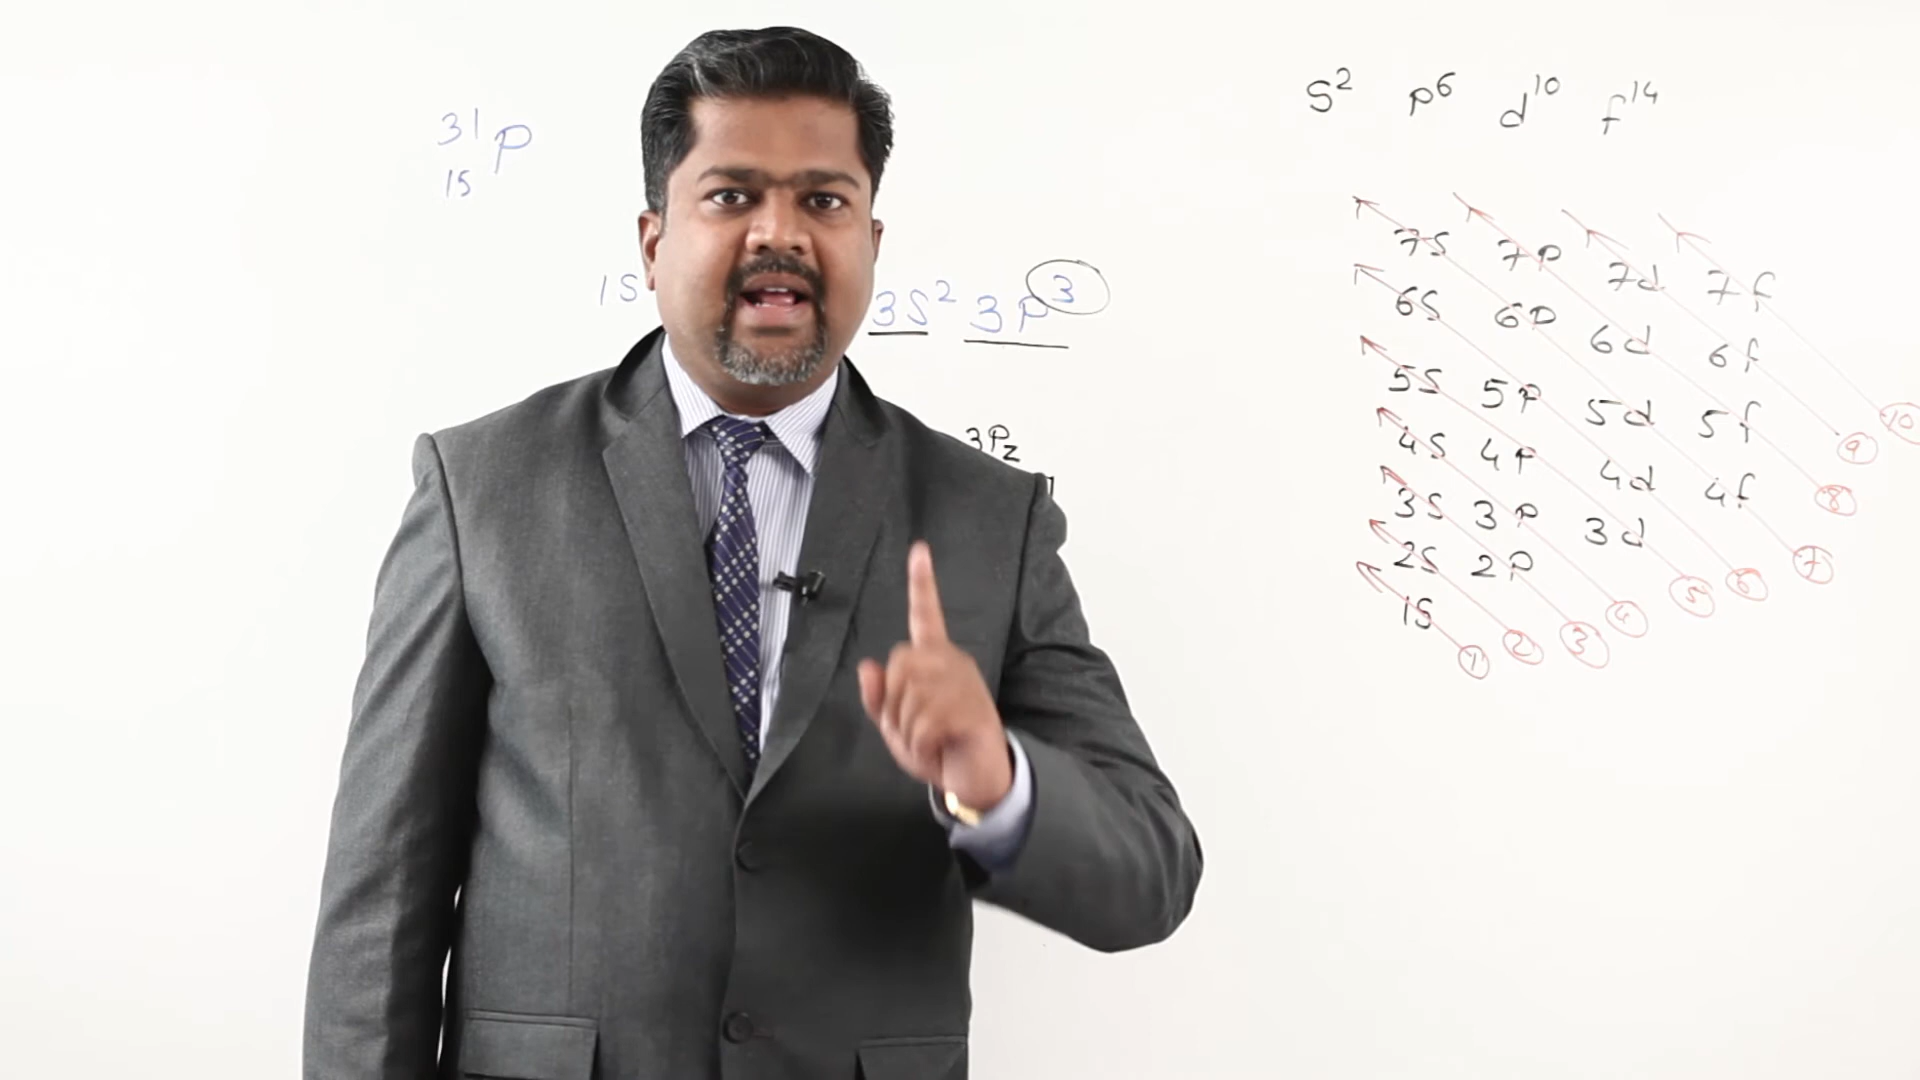 31
15 P
1S 3S² 3P³
3Pz
S² P⁶ d¹⁰ f¹⁴
7S 7P 7d 7f
6S 6P 6d 6f
5S 5P 5d 5f
4S 4P 4d 4f
3S 3P 3d
2S 2P
1S
1 2 3 4 5 6 7 8 9 10